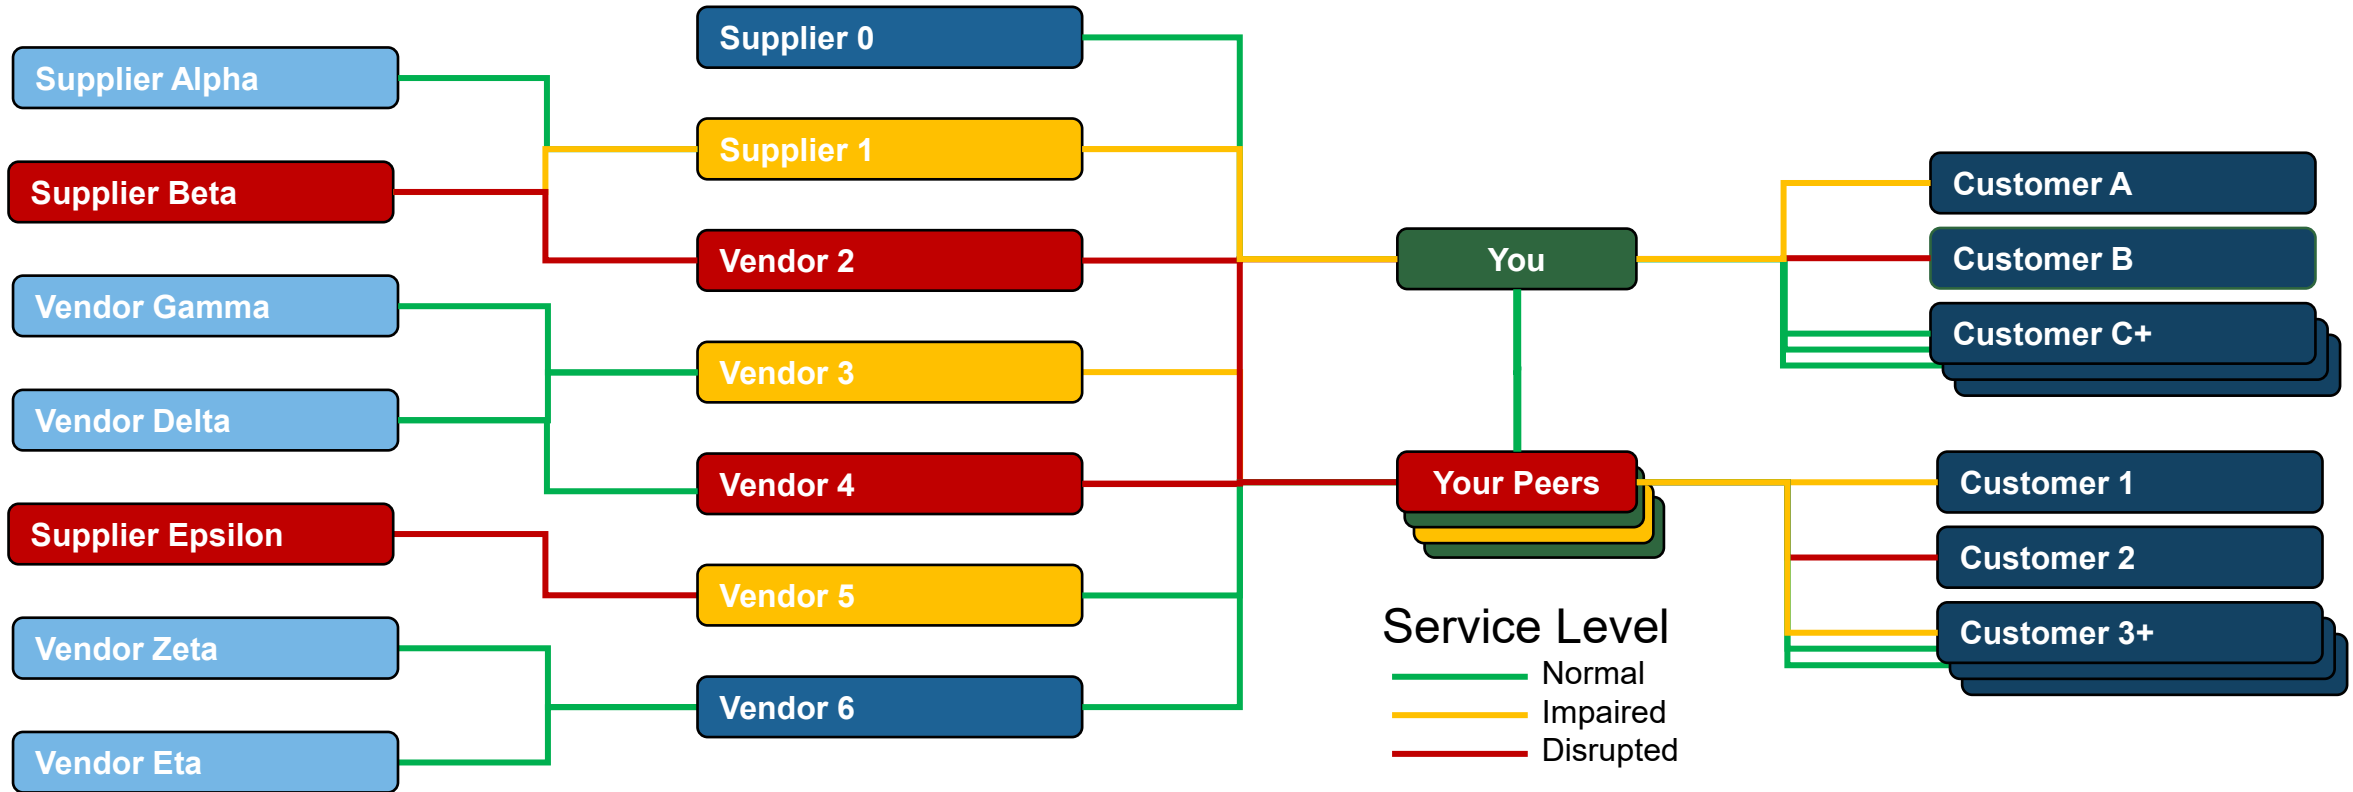 Supplier Alpha
Supplier Beta
Vendor Gamma
Vendor Delta
Supplier Epsilon
Vendor Zeta
Vendor Eta
Supplier 0
Supplier 1
Vendor 2
Vendor 3
Vendor 4
Vendor 5
Vendor 6
You
Your Peers
Service Level
Normal
Impaired
Disrupted
Customer A
Customer B
Customer C+
Customer 1
Customer 2
Customer 3+